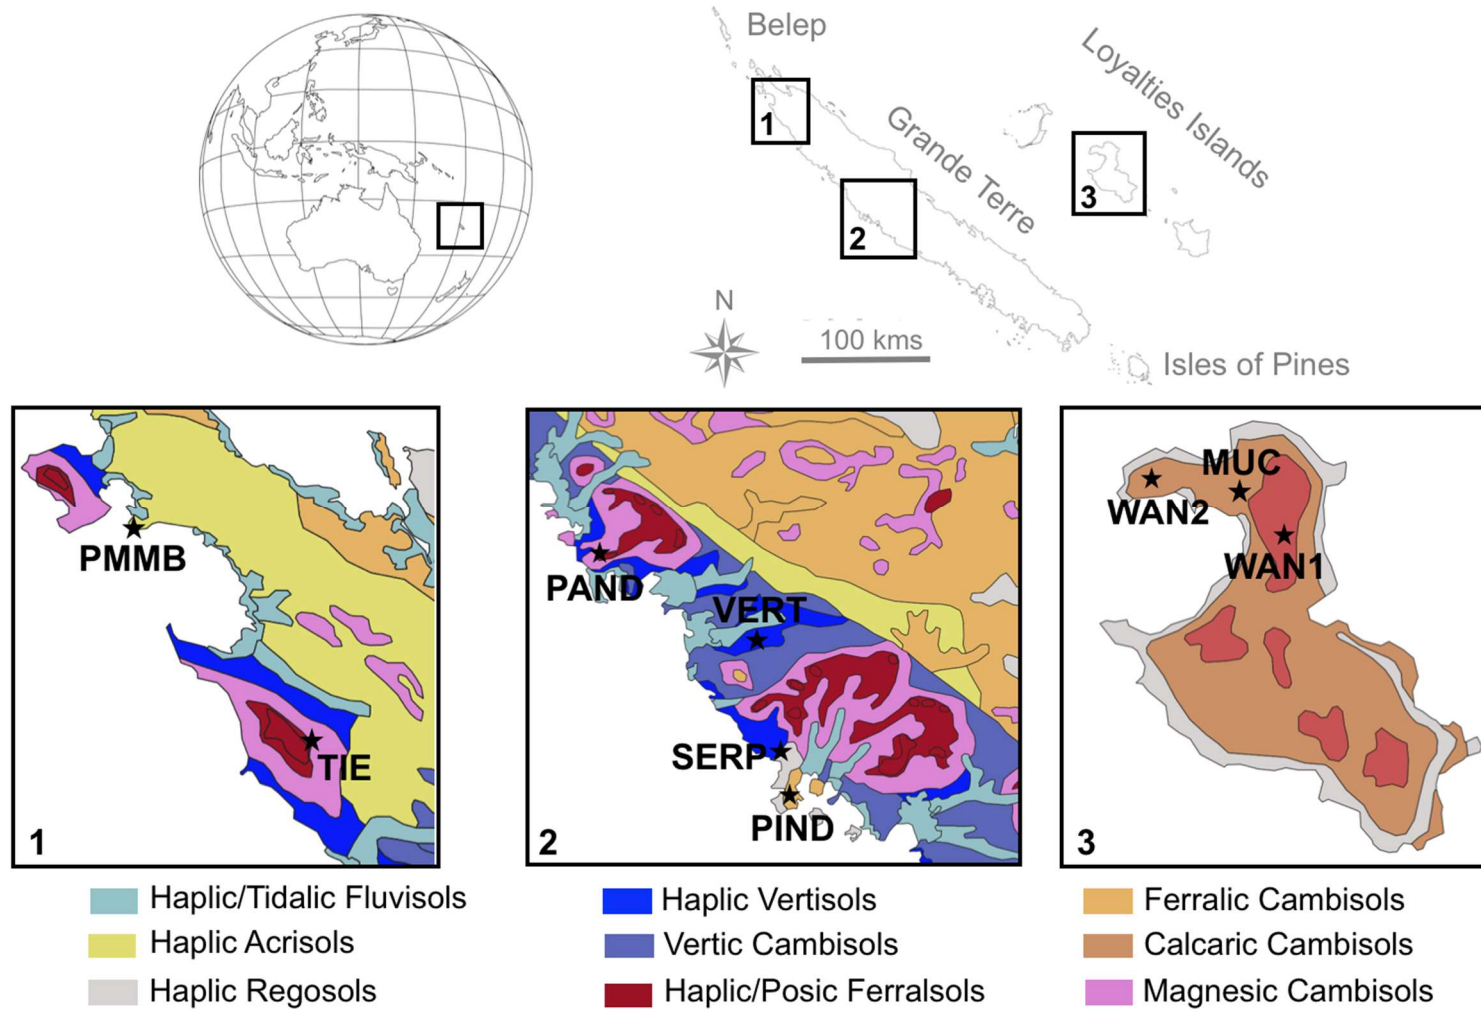 Belep
Loyalties Islands
1
Grande Terre
3
2
N
100 kms
Isles of Pines
PMMB
TIE
1
PAND
VERT
SERP
PIND
2
MUC
WAN2
WAN1
3
Haplic/Tidalic Fluvisols
Haplic Vertisols
Ferralic Cambisols
Haplic Acrisols
Vertic Cambisols
Calcaric Cambisols
Haplic Regosols
Haplic/Posic Ferralsols
Magnesic Cambisols